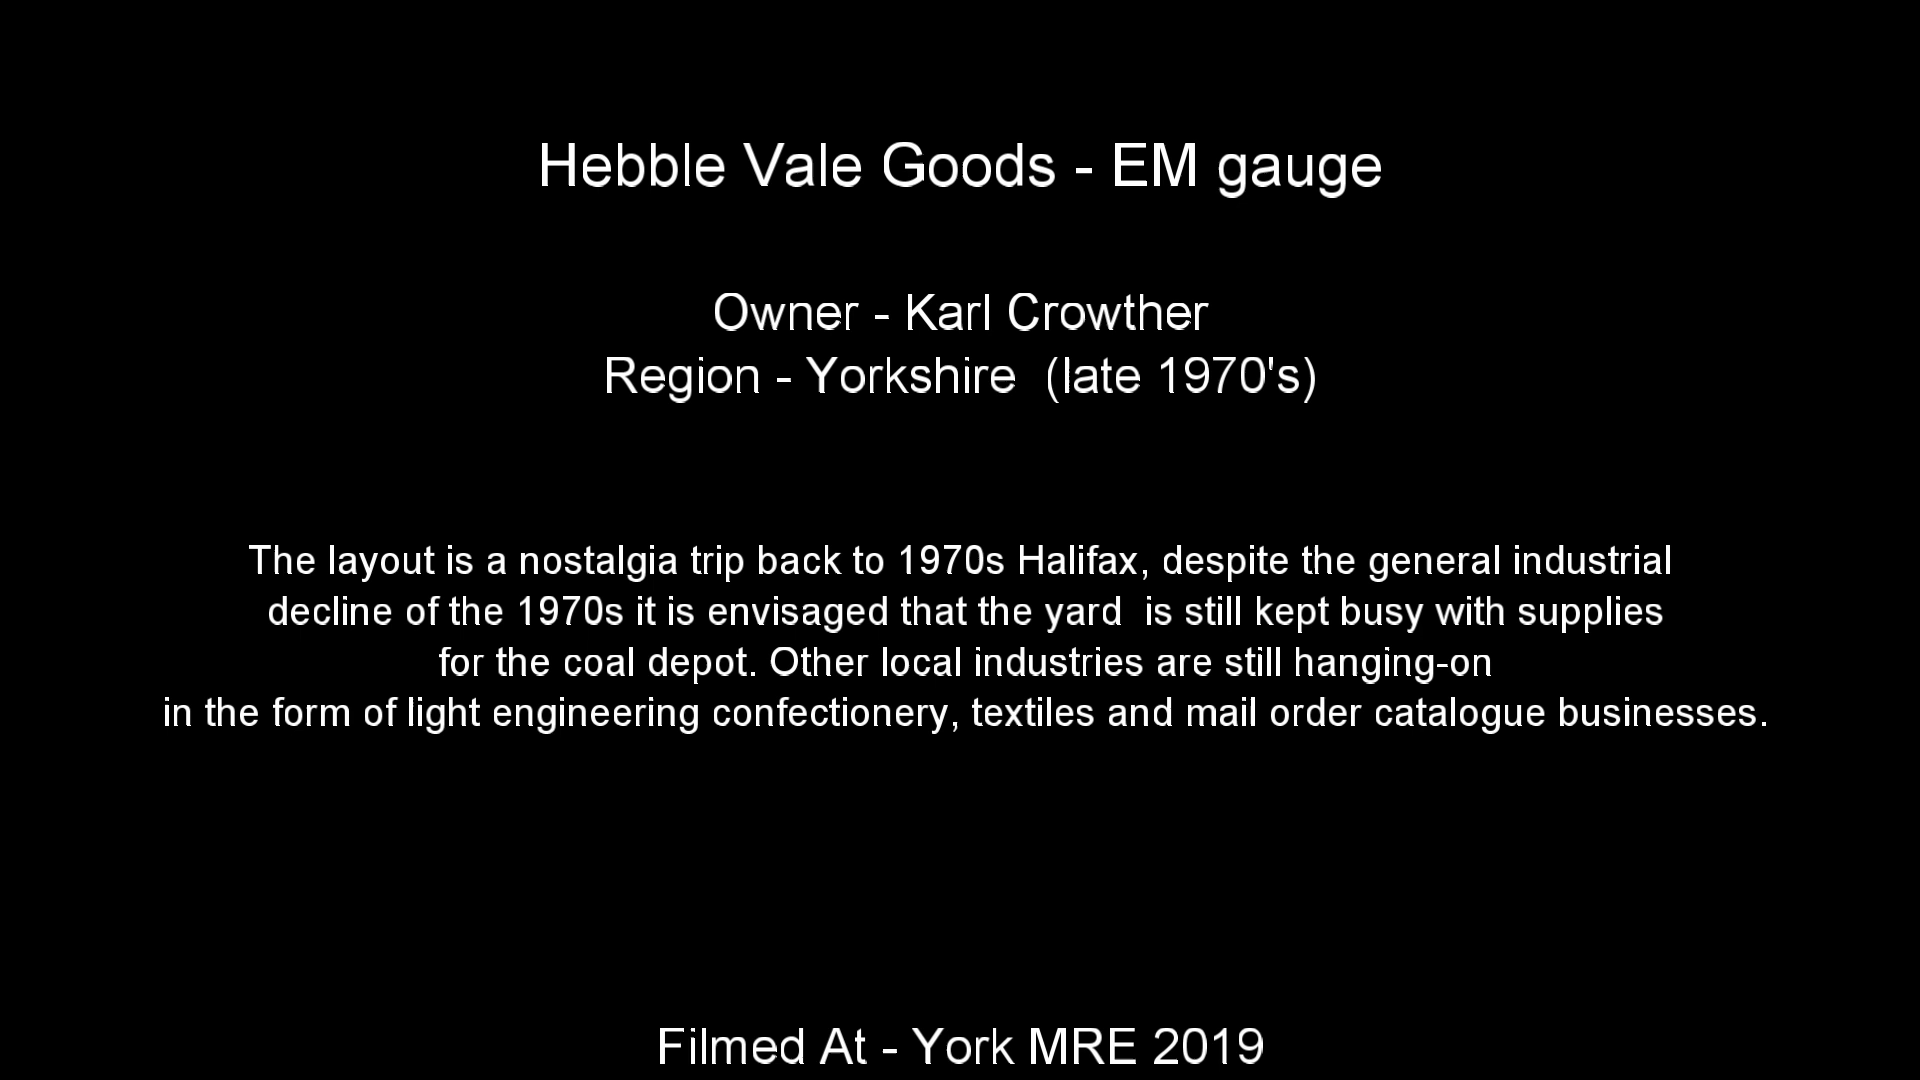 Hebble Vale Goods - EM gauge
Owner - Karl Crowther
Region - Yorkshire  (late 1970's)
The layout is a nostalgia trip back to 1970s Halifax, despite the general industrial
decline of the 1970s it is envisaged that the yard  is still kept busy with supplies
for the coal depot. Other local industries are still hanging-on
in the form of light engineering confectionery, textiles and mail order catalogue businesses.
Filmed At - York MRE 2019